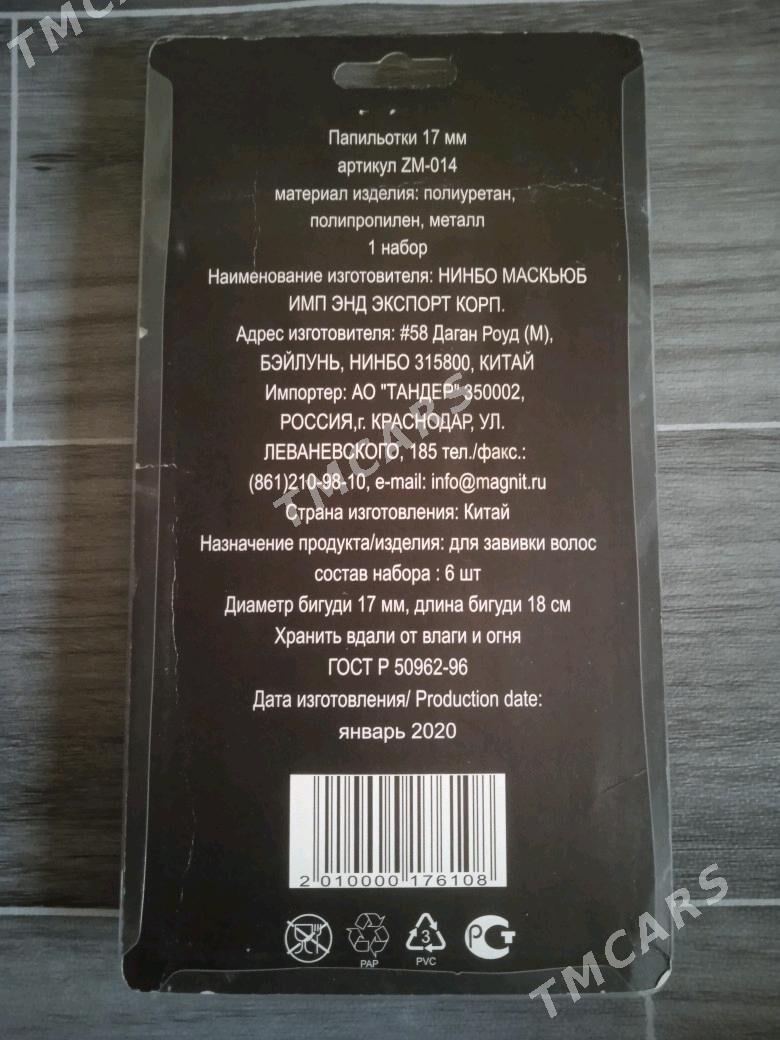 TMCARS
Папильотки 17 мм
артикул ZM-014
материал изделия: полиуретан,
полипропилен, металл
1 набор
Наименование изготовителя: НИНБО МАСКЬЮБ
ИМП ЭНД ЭКСПОРТ КОРП.
Адрес изготовителя: #58 Даган Роуд (М),
БЭЙЛУНЬ, НИНБО 315800, КИТАЙ
Импортер: АО "ТАНДЕР" 350002,
РОССИЯ,г. КРАСНОДАР, УЛ.
ЛЕВАНЕВСКОГО, 185 тел./факс.:
(861)210-98-10, e-mail: info@magnit.ru
TMCARS
Страна изготовления: Китай
Назначение продукта/изделия: для завивки волос
состав набора : 6 шт
Диаметр бигуди 17 мм, длина бигуди 18 см
Хранить вдали от влаги и огня
ГОСТ Р 50962-96
Дата изготовления/ Production date:
январь 2020
2 010000 176108
3
PAP
PVC
РСТ
TMCARS